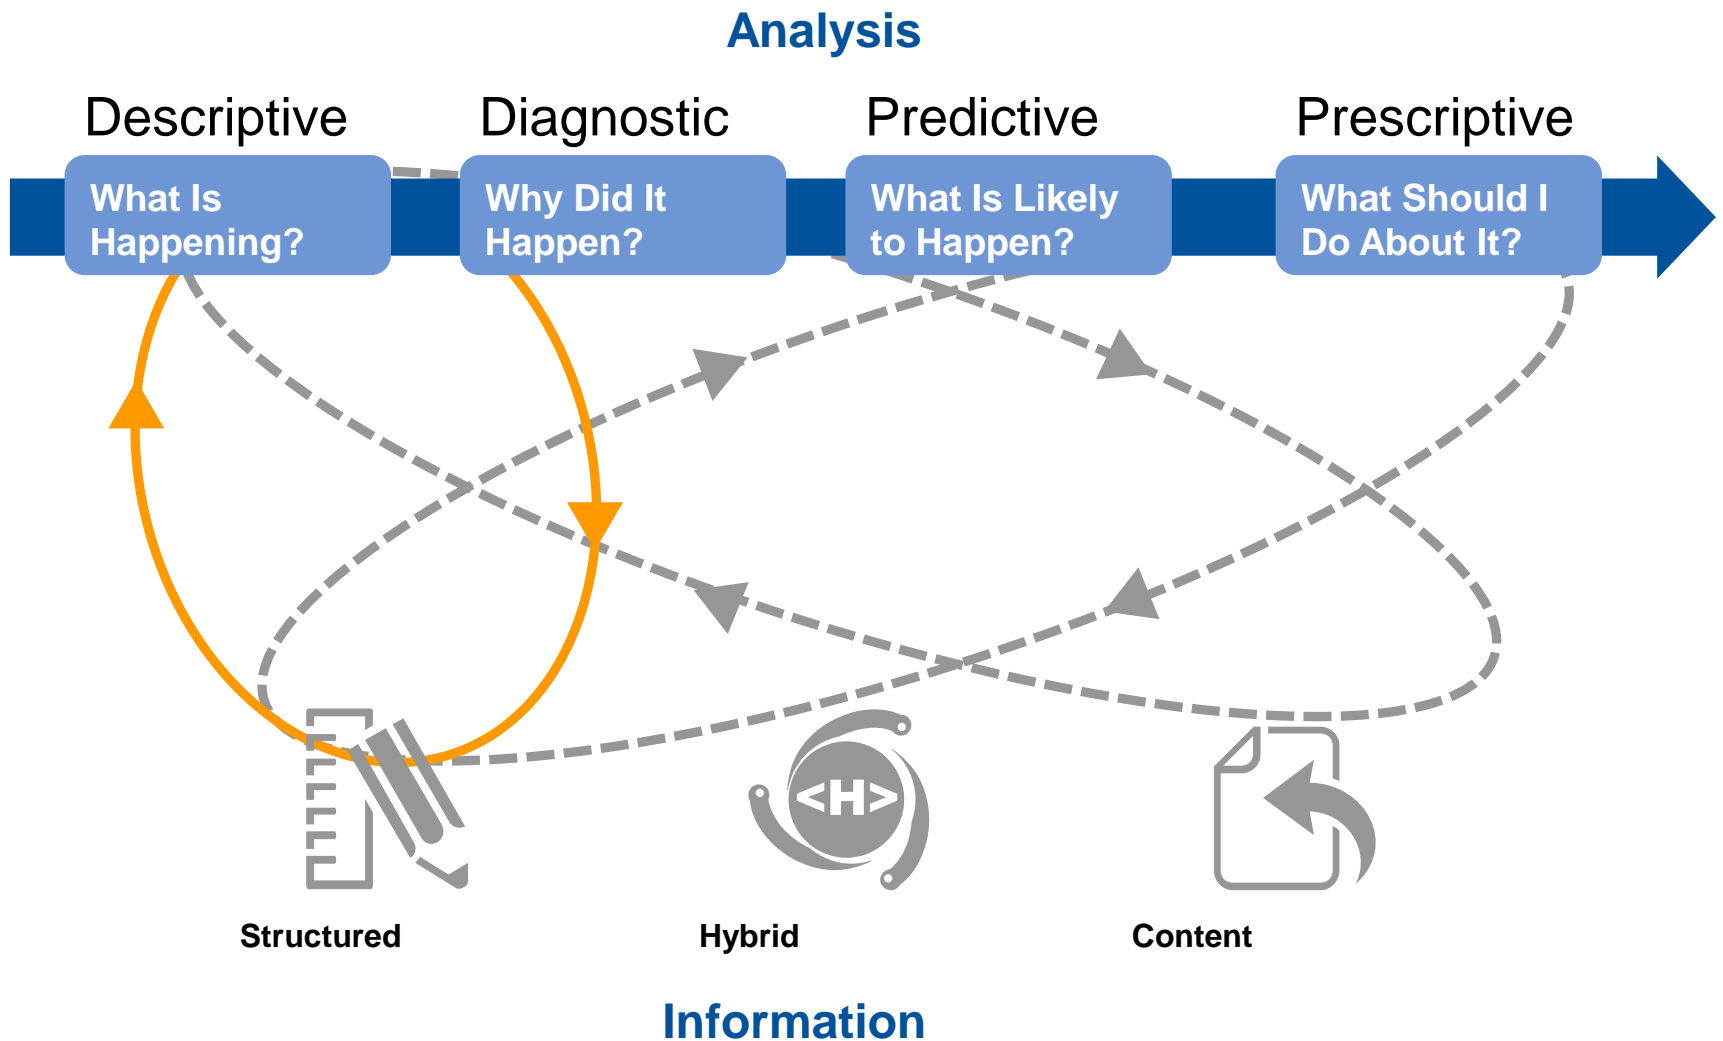 Analysis
Descriptive
Diagnostic
Predictive
Prescriptive
What Is
Happening?
Why Did It
Happen?
What Is Likely
to Happen?
What Should I
Do About It?
<H>
Structured
Hybrid
Content
Information